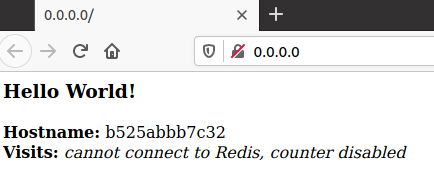 0.0.0.0/
0.0.0.0
Hello World!
Hostname: b525abbb7c32
Visits: cannot connect to Redis, counter disabled